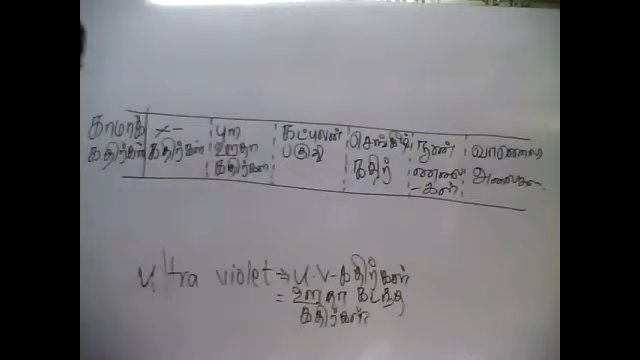 காமாக் கதிர்கள்
x- கதிர்கள்
புற ஊதா கதிர்கள்
கட்புலன் பகுதி
செங்கீழ் கதிர்
நுண் ணலை -கள்
வானொலி அலைகள்
ultra violet ⇒ U.V-கதிர்கள்
= ஊதா கடந்த
கதிர்கள்